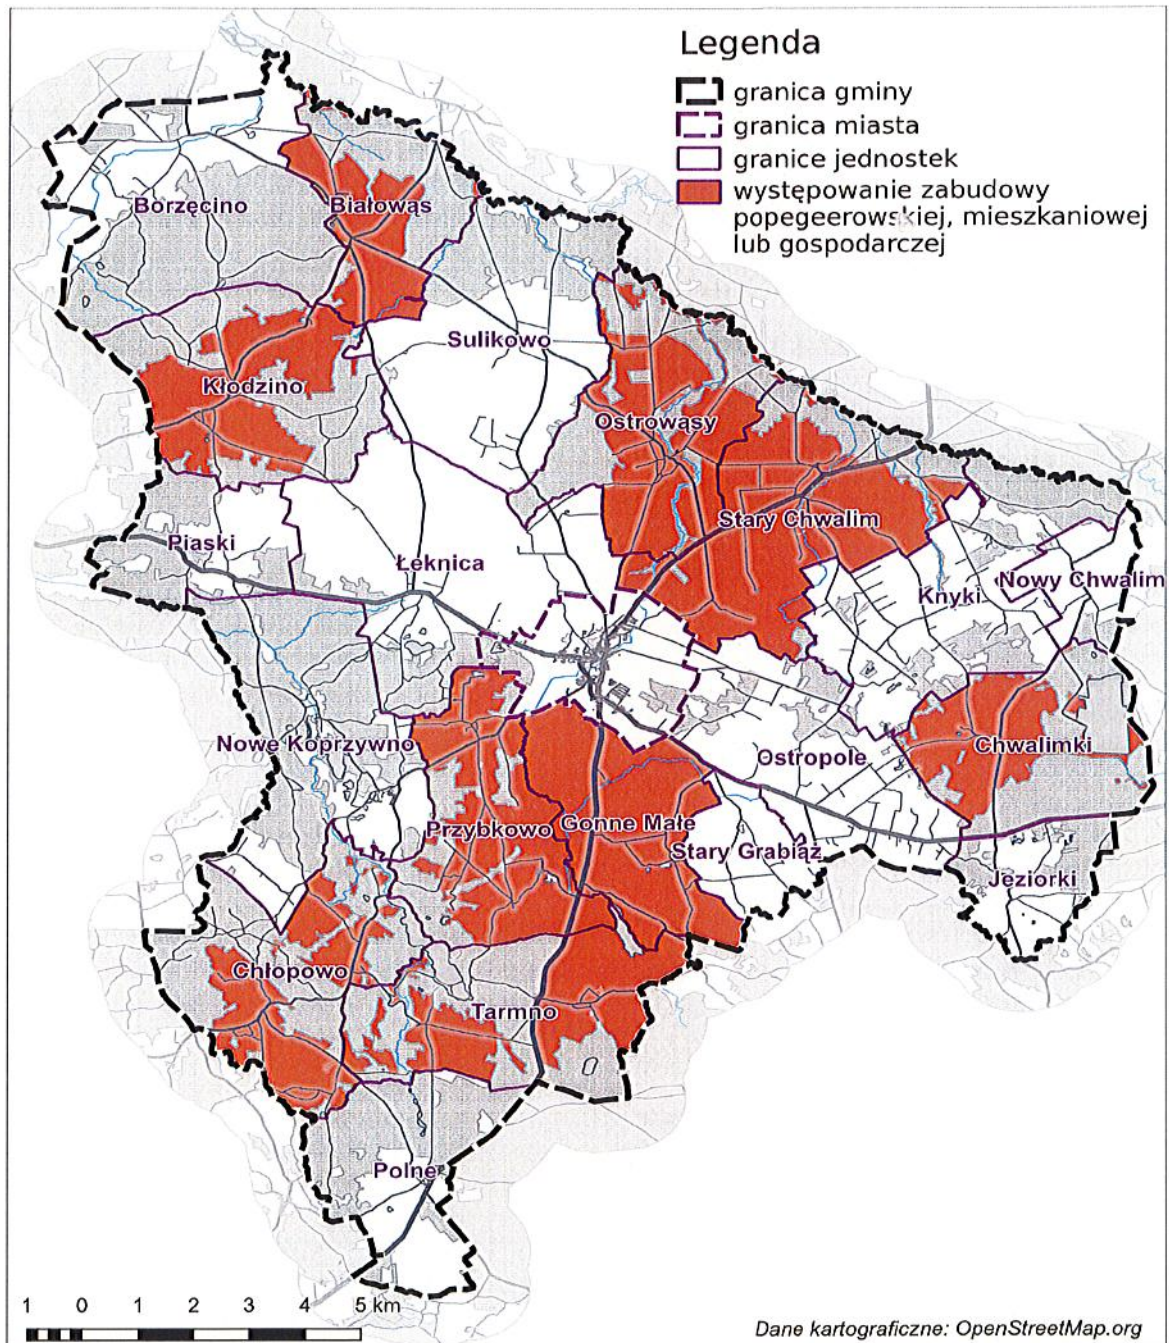 Legenda
granica gminy
granica miasta
granice jednostek
występowanie zabudowy
popegeerowskiej, mieszkaniowej
lub gospodarczej
Borzęcino
Białowąs
Sulikowo
Kłodzino
Ostrowąsy
Stary Chwalim
Piaski
Łeknica
Knyki
Nowy Chwalim
Nowe Koprzywno
Ostropole
Chwalimki
Przybkowo
Gonne Małe
Stary Grabiąż
Jeziorki
Chłopowo
Tarmno
Polne
1 0 1 2 3 4 5 km
Dane kartograficzne: OpenStreetMap.org